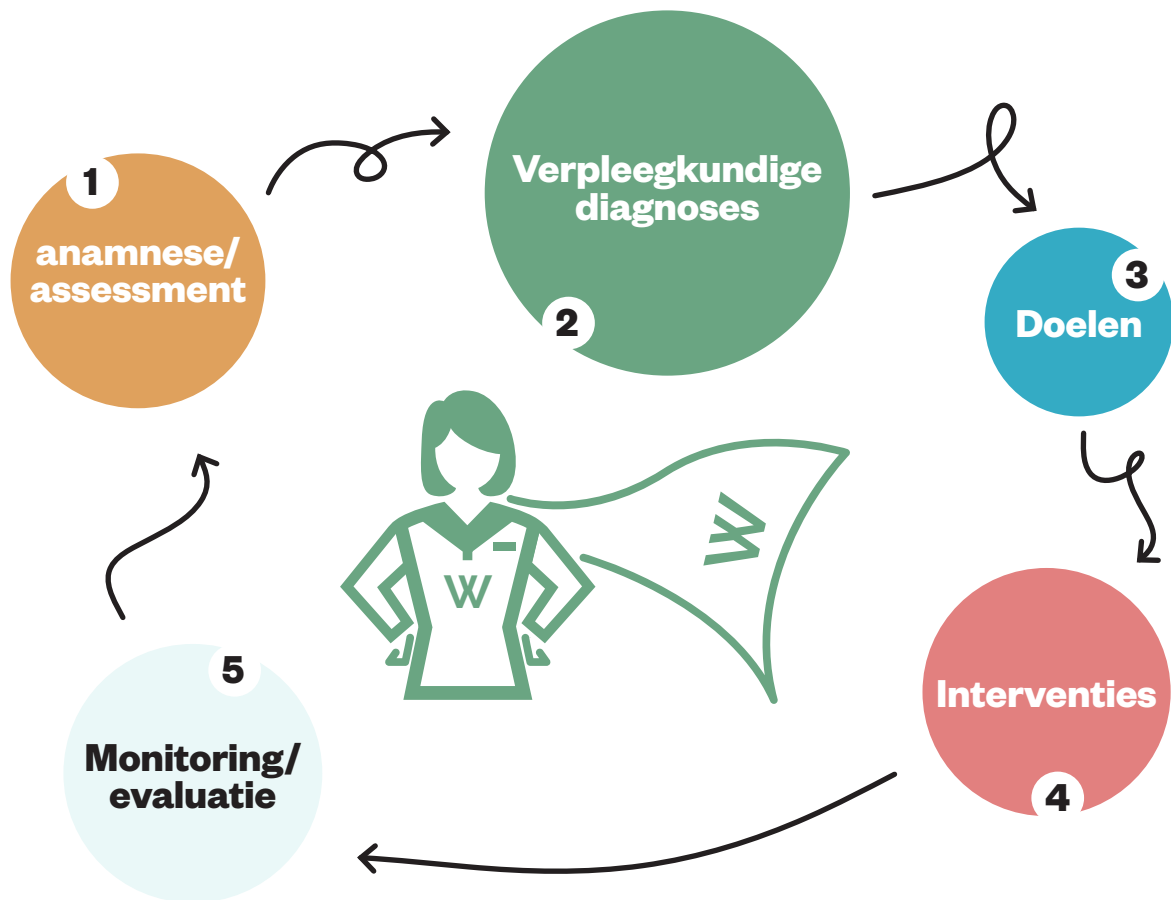 1
anamnese/
assessment
Verpleegkundige
diagnoses
2
3
Doelen
Interventies
4
5
Monitoring/
evaluatie
W
W